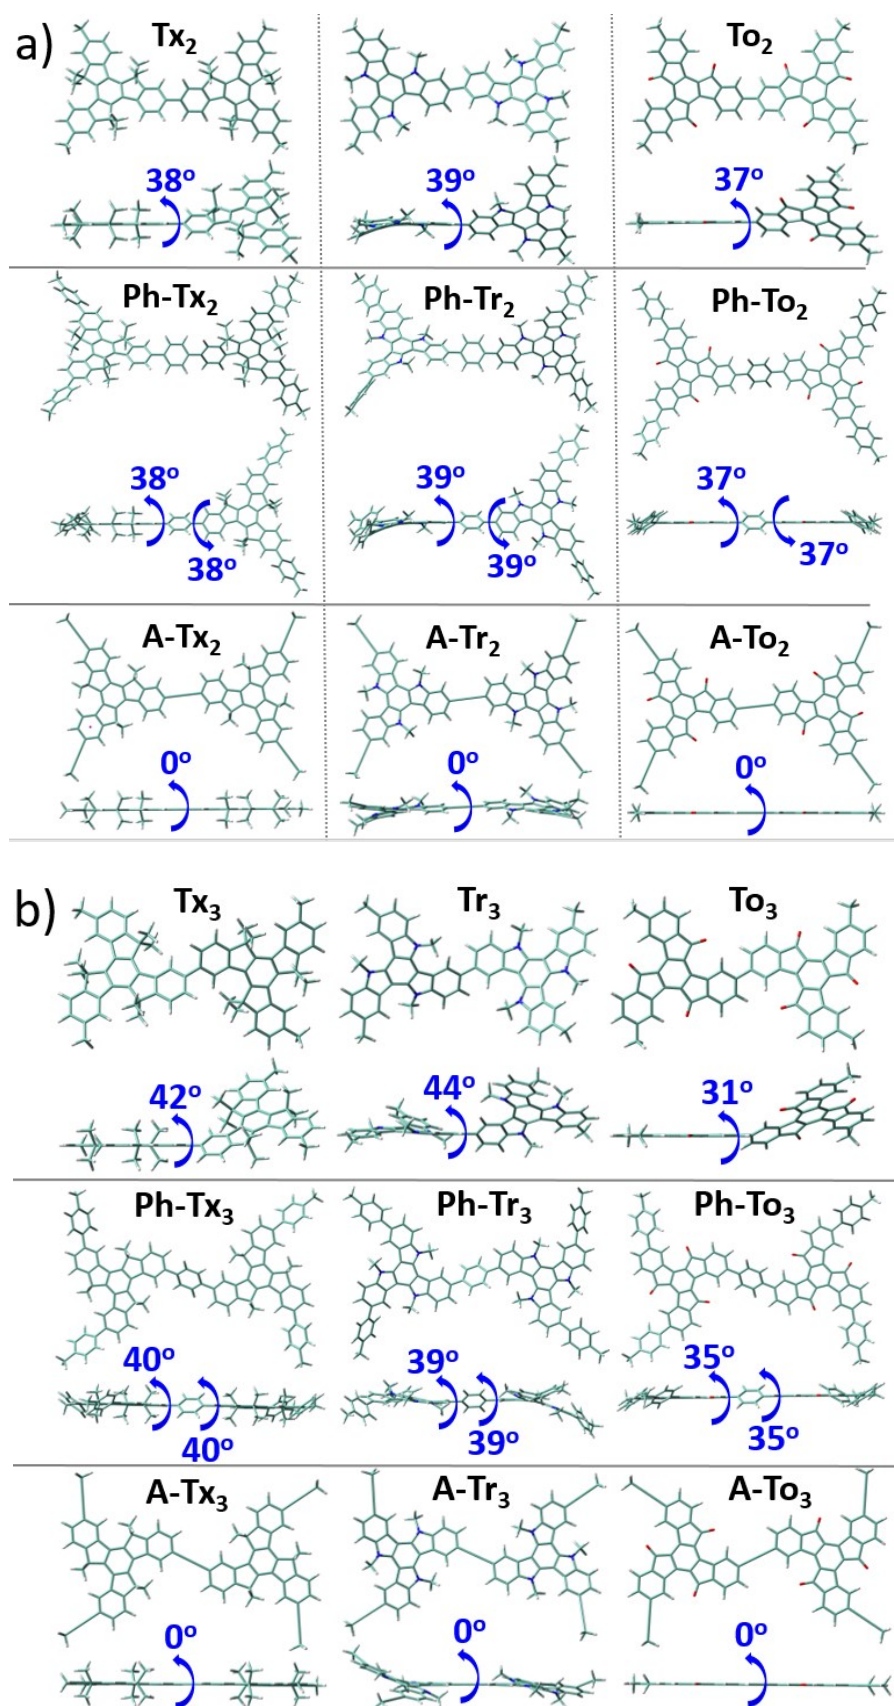 a)
Tx₂ To₂
38° 39° 37°
Ph-Tx₂ Ph-Tr₂ Ph-To₂
38° 39° 37°
38° 39° 37°
A-Tx₂ A-Tr₂ A-To₂
0° 0° 0°
b)
Tx₃ Tr₃ To₃
42° 44° 31°
Ph-Tx₃ Ph-Tr₃ Ph-To₃
40° 39° 35°
40° 39° 35°
A-Tx₃ A-Tr₃ A-To₃
0° 0° 0°